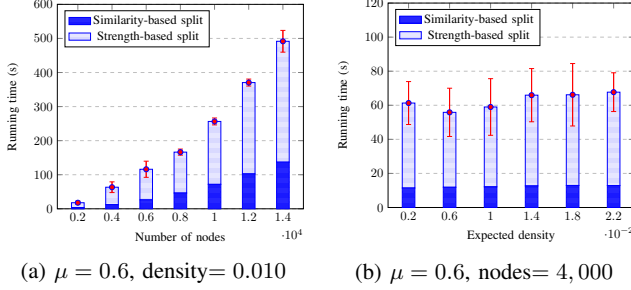 600
500
400
300
200
100
0
Running time (s)
Similarity-based split
Strength-based split
0.2 0.4 0.6 0.8 1 1.2 1.4
Number of nodes
·10⁴
(a) μ = 0.6, density= 0.010
120
100
80
60
40
20
0
Running time (s)
Similarity-based split
Strength-based split
0.2 0.6 1 1.4 1.8 2.2
Expected density
·10⁻²
(b) μ = 0.6, nodes= 4,000